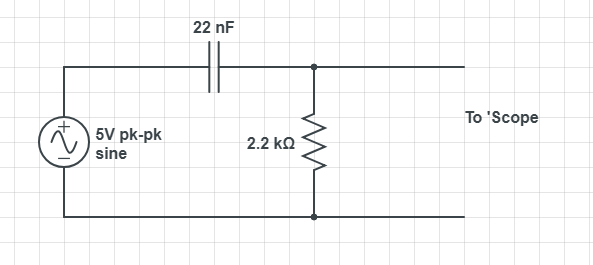 22 nF
5V pk-pk
sine
2.2 kΩ
To 'Scope